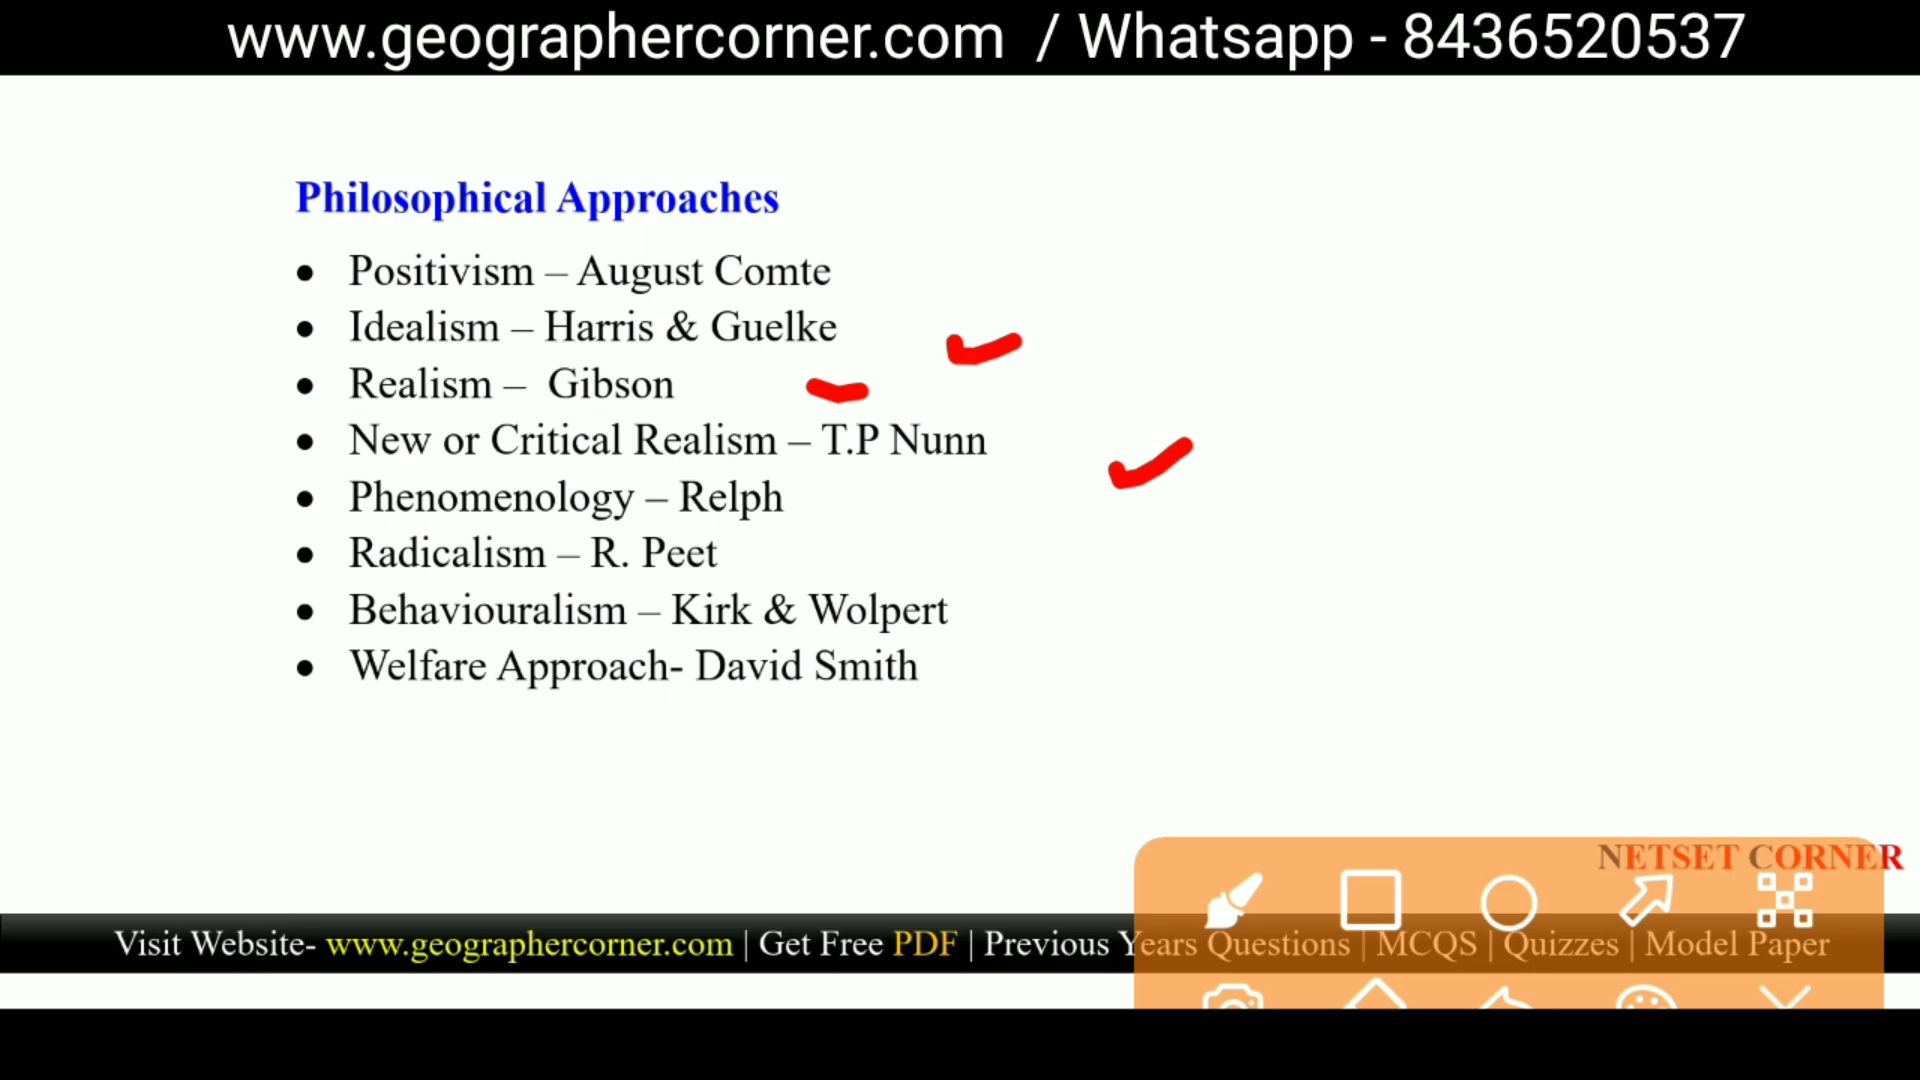 www.geographercorner.com / Whatsapp - 8436520537
Philosophical Approaches
• Positivism – August Comte
• Idealism – Harris & Guelke
• Realism – Gibson
• New or Critical Realism – T.P Nunn
• Phenomenology – Relph
• Radicalism – R. Peet
• Behaviouralism – Kirk & Wolpert
• Welfare Approach- David Smith
NETSET CORNER
Visit Website- www.geographercorner.com | Get Free PDF | Previous Years Questions | MCQS | Quizzes | Model Paper